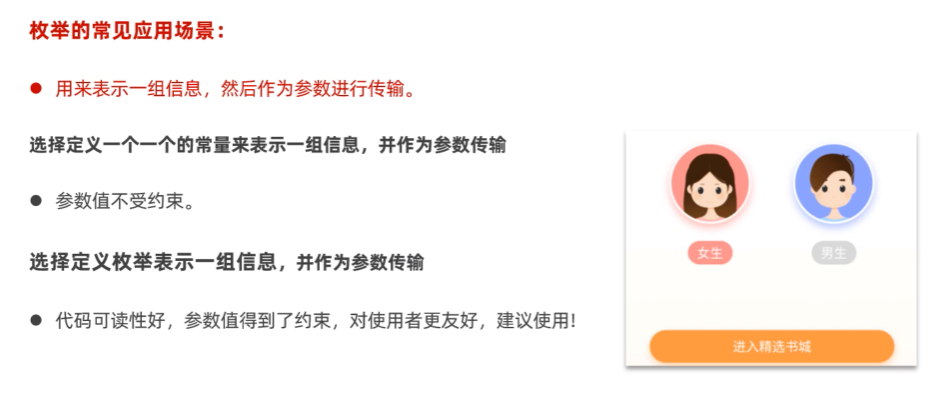 枚举的常见应用场景：
● 用来表示一组信息，然后作为参数进行传输。
选择定义一个一个的常量来表示一组信息，并作为参数传输
● 参数值不受约束。
选择定义枚举表示一组信息，并作为参数传输
● 代码可读性好，参数值得到了约束，对使用者更友好，建议使用!
女生
男生
进入精选书城